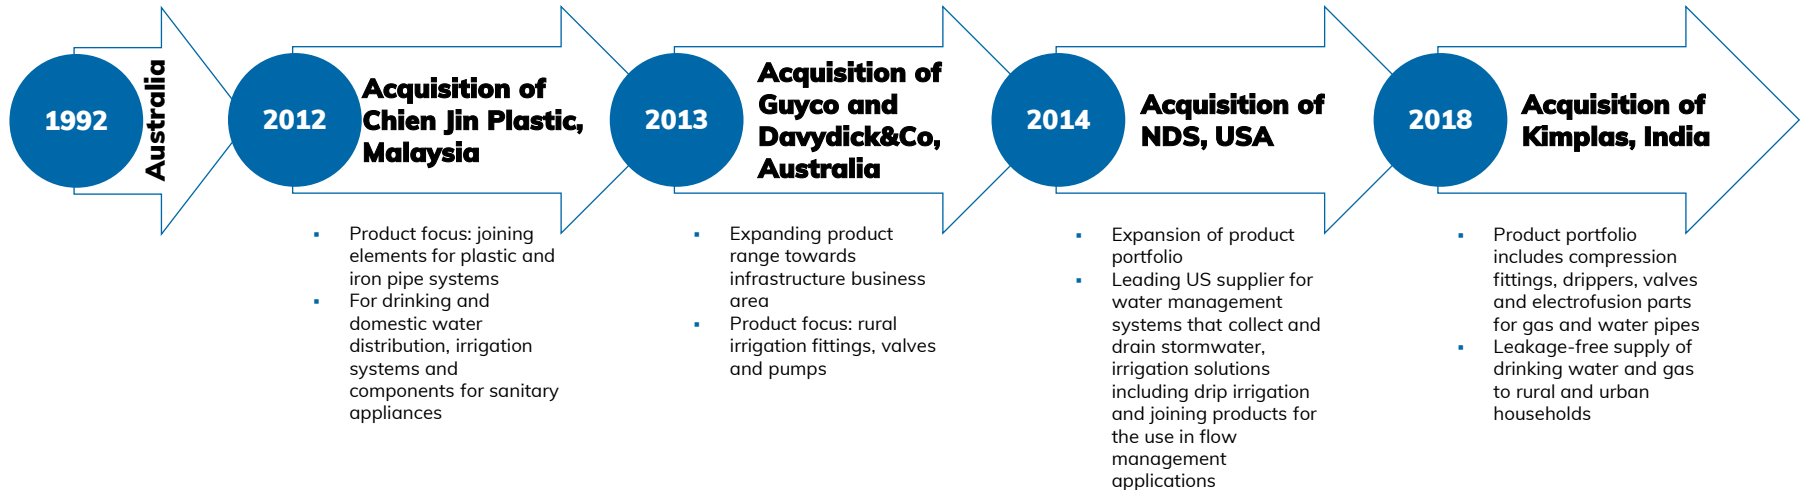 1992
Australia
2012
Acquisition of
Chien Jin Plastic,
Malaysia
▪ Product focus: joining
elements for plastic and
iron pipe systems
▪ For drinking and
domestic water
distribution, irrigation
systems and
components for sanitary
appliances
2013
Acquisition of
Guyco and
Davydick&Co,
Australia
▪ Expanding product
range towards
infrastructure business
area
▪ Product focus: rural
irrigation fittings, valves
and pumps
2014
Acquisition of
NDS, USA
▪ Expansion of product
portfolio
▪ Leading US supplier for
water management
systems that collect and
drain stormwater,
irrigation solutions
including drip irrigation
and joining products for
the use in flow
management
applications
2018
Acquisition of
Kimplas, India
▪ Product portfolio
includes compression
fittings, drippers, valves
and electrofusion parts
for gas and water pipes
▪ Leakage-free supply of
drinking water and gas
to rural and urban
households